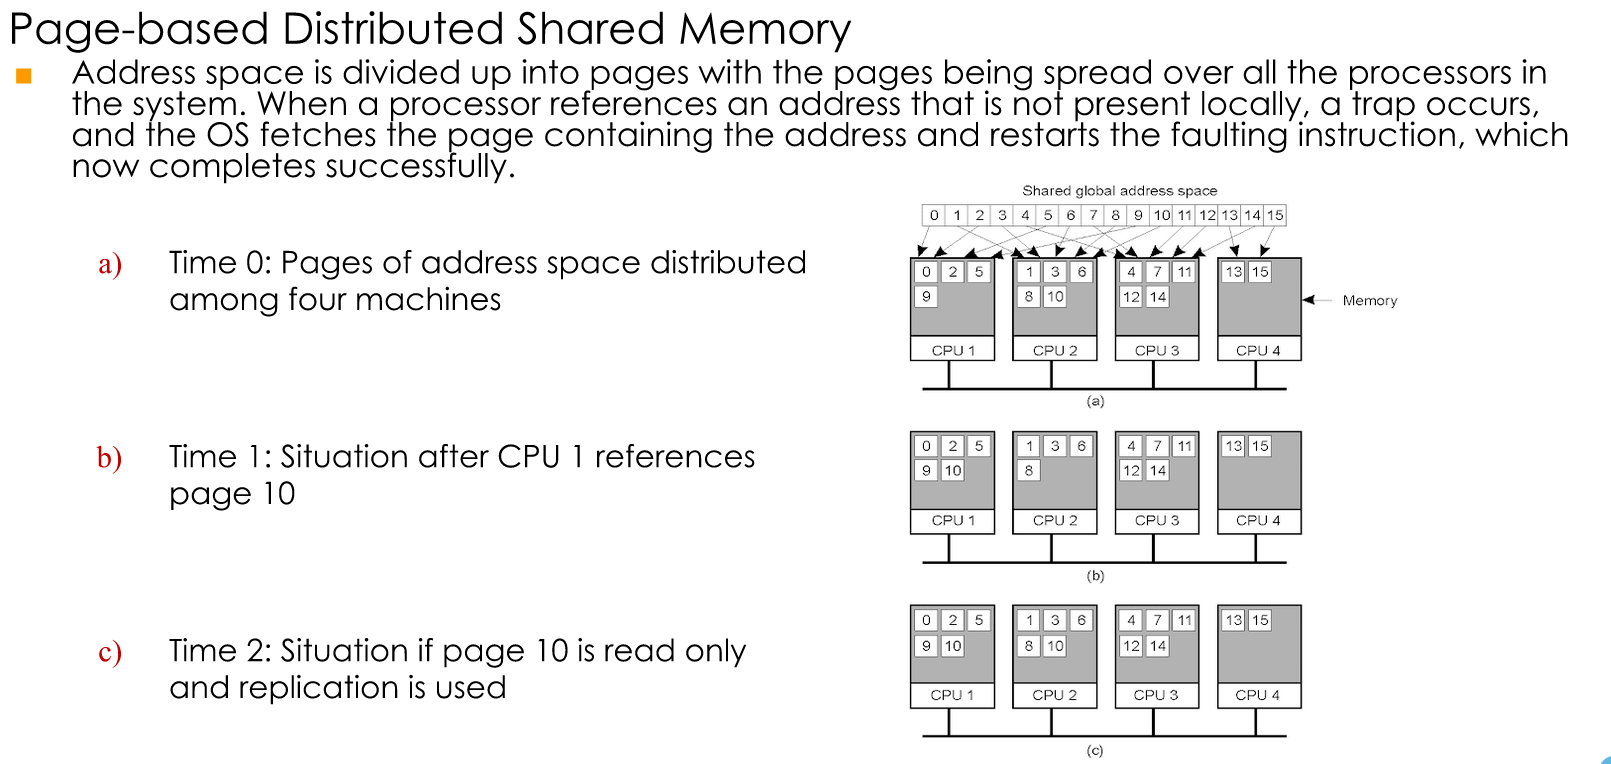 Page-based Distributed Shared Memory
Address space is divided up into pages with the pages being spread over all the processors in
the system. When a processor references an address that is not present locally, a trap occurs,
and the OS fetches the page containing the address and restarts the faulting instruction, which
now completes successfully.
a) Time 0: Pages of address space distributed
among four machines
Shared global address space
0 1 2 3 4 5 6 7 8 9 10 11 12 13 14 15
0 2 5 1 3 6 4 7 11 13 15
9 8 10 12 14
Memory
CPU 1 CPU 2 CPU 3 CPU 4
(a)
b) Time 1: Situation after CPU 1 references
page 10
0 2 5 1 3 6 4 7 11 13 15
9 10 8 12 14
CPU 1 CPU 2 CPU 3 CPU 4
(b)
c) Time 2: Situation if page 10 is read only
and replication is used
0 2 5 1 3 6 4 7 11 13 15
9 10 8 10 12 14
CPU 1 CPU 2 CPU 3 CPU 4
(c)